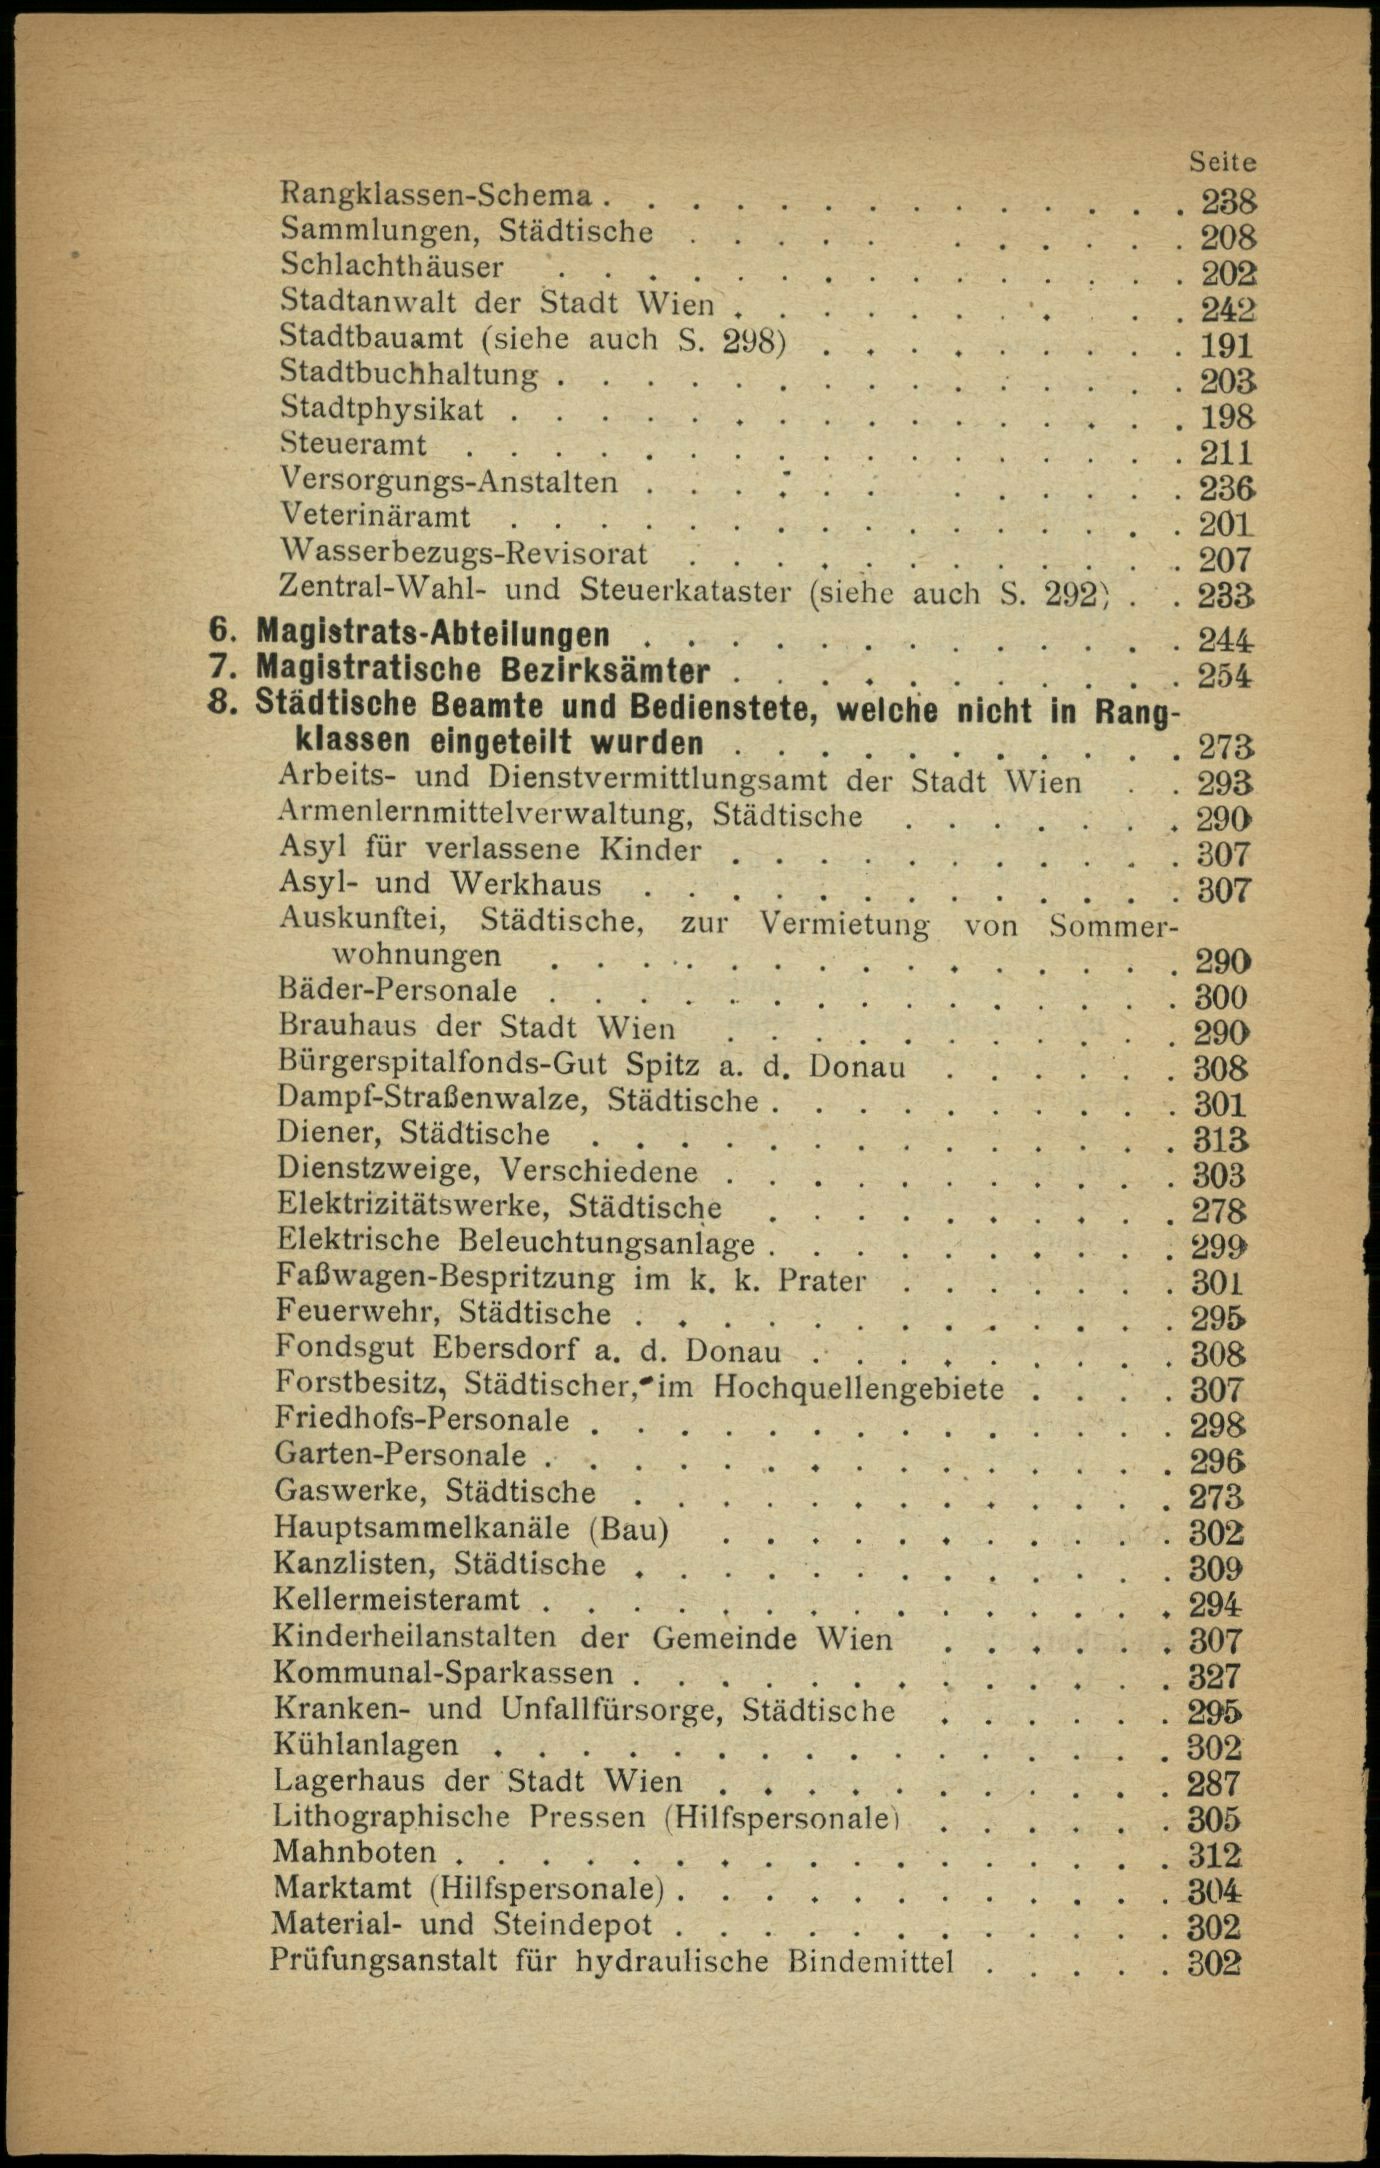 Seite
Rangklassen-Schema . . . . . . . . . . . . . . 238
Sammlungen, Städtische . . . . . . . . . . . 208
Schlachthäuser . . . . . . . . . . . . . . . 202
Stadtanwalt der Stadt Wien . . . . . . . . . . 242
Stadtbauamt (siehe auch S. 298) . . . . . . . . . 191
Stadtbuchhaltung . . . . . . . . . . . . . . . 203
Stadtphysikat . . . . . . . . . . . . . . . . 198
Steueramt . . . . . . . . . . . . . . . . . 211
Versorgungs-Anstalten . . . . . . . . . . . . 236
Veterinäramt . . . . . . . . . . . . . . . . 201
Wasserbezugs-Revisorat . . . . . . . . . . . . 207
Zentral-Wahl- und Steuerkataster (siehe auch S. 292) . . 233
6. Magistrats-Abteilungen . . . . . . . . . . . . . 244
7. Magistratische Bezirksämter . . . . . . . . . . . 254
8. Städtische Beamte und Bedienstete, welche nicht in Rang-
klassen eingeteilt wurden . . . . . . . . . . . 273
Arbeits- und Dienstvermittlungsamt der Stadt Wien . . 293
Armenlernmittelverwaltung, Städtische . . . . . . . 290
Asyl für verlassene Kinder . . . . . . . . . . . 307
Asyl- und Werkhaus . . . . . . . . . . . . . 307
Auskunftei, Städtische, zur Vermietung von Sommer-
wohnungen . . . . . . . . . . . . . . . 290
Bäder-Personale . . . . . . . . . . . . . . . 300
Brauhaus der Stadt Wien . . . . . . . . . . . 290
Bürgerspitalfonds-Gut Spitz a. d. Donau . . . . . . 308
Dampf-Straßenwalze, Städtische . . . . . . . . . . 301
Diener, Städtische . . . . . . . . . . . . . . 313
Dienstzweige, Verschiedene . . . . . . . . . . . 303
Elektrizitätswerke, Städtische . . . . . . . . . . 278
Elektrische Beleuchtungsanlage . . . . . . . . . . 299
Faßwagen-Bespritzung im k. k. Prater . . . . . . . 301
Feuerwehr, Städtische . . . . . . . . . . . . . 295
Fondsgut Ebersdorf a. d. Donau . . . . . . . . . 308
Forstbesitz, Städtischer, im Hochquellengebiete . . . . 307
Friedhofs-Personale . . . . . . . . . . . . . . 298
Garten-Personale . . . . . . . . . . . . . . . 296
Gaswerke, Städtische . . . . . . . . . . . . . 273
Hauptsammelkanäle (Bau) . . . . . . . . . . . 302
Kanzlisten, Städtische . . . . . . . . . . . . . 309
Kellermeisteramt . . . . . . . . . . . . . . . 294
Kinderheilanstalten der Gemeinde Wien . . . . . . 307
Kommunal-Sparkassen . . . . . . . . . . . . . 327
Kranken- und Unfallfürsorge, Städtische . . . . . . 295
Kühlanlagen . . . . . . . . . . . . . . . . 302
Lagerhaus der Stadt Wien . . . . . . . . . . . 287
Lithographische Pressen (Hilfspersonale) . . . . . . 305
Mahnboten . . . . . . . . . . . . . . . . . 312
Marktamt (Hilfspersonale) . . . . . . . . . . . . 304
Material- und Steindepot . . . . . . . . . . . . 302
Prüfungsanstalt für hydraulische Bindemittel . . . . . 302